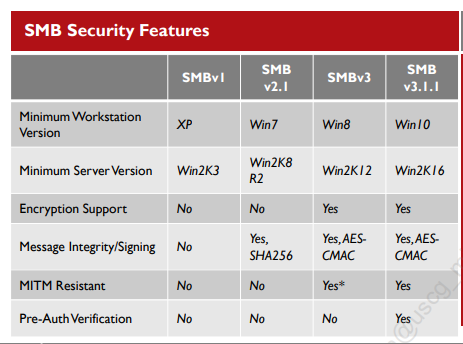 SMB Security Features
SMBv1 SMB v2.1 SMBv3 SMB v3.1.1
Minimum Workstation Version XP Win7 Win8 Win10
Minimum Server Version Win2K3 Win2K8 R2 Win2K12 Win2K16
Encryption Support No No Yes Yes
Message Integrity/Signing No Yes, SHA256 Yes, AES-CMAC Yes, AES-CMAC
MITM Resistant No No Yes* Yes
Pre-Auth Verification No No No Yes